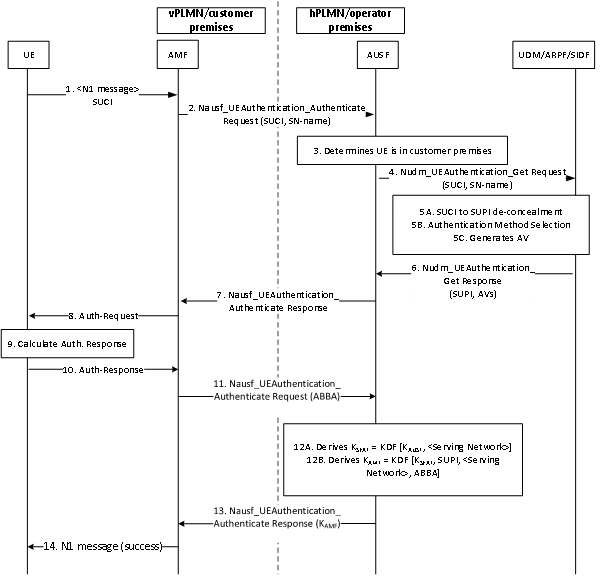 vPLMN/customer
premises
hPLMN/operator
premises
UE
AMF
AUSF
UDM/ARPF/SIDF
1. <N1 message>
SUCI
2. Nausf_UEAuthentication_Authenticate
Request (SUCI, SN-name)
3. Determines UE is in customer premises
4. Nudm_UEAuthentication_Get Request
(SUCI, SN-name)
5A. SUCI to SUPI de-concealment
5B. Authentication Method Selection
5C. Generates AV
6. Nudm_UEAuthentication_
Get Response
(SUPI, AVs)
7. Nausf_UEAuthentication_
Authenticate Response
8. Auth-Request
9. Calculate Auth. Response
10. Auth-Response
11. Nausf_UEAuthentication_
Authenticate Request (ABBA)
12A. Derives KSEAF = KDF [KAUSF, <Serving Network>]
12B. Derives KAMF = KDF [KSEAF, SUPI, <Serving
Network>, ABBA]
13. Nausf_UEAuthentication_
Authenticate Response (KAMF)
14. N1 message (success)